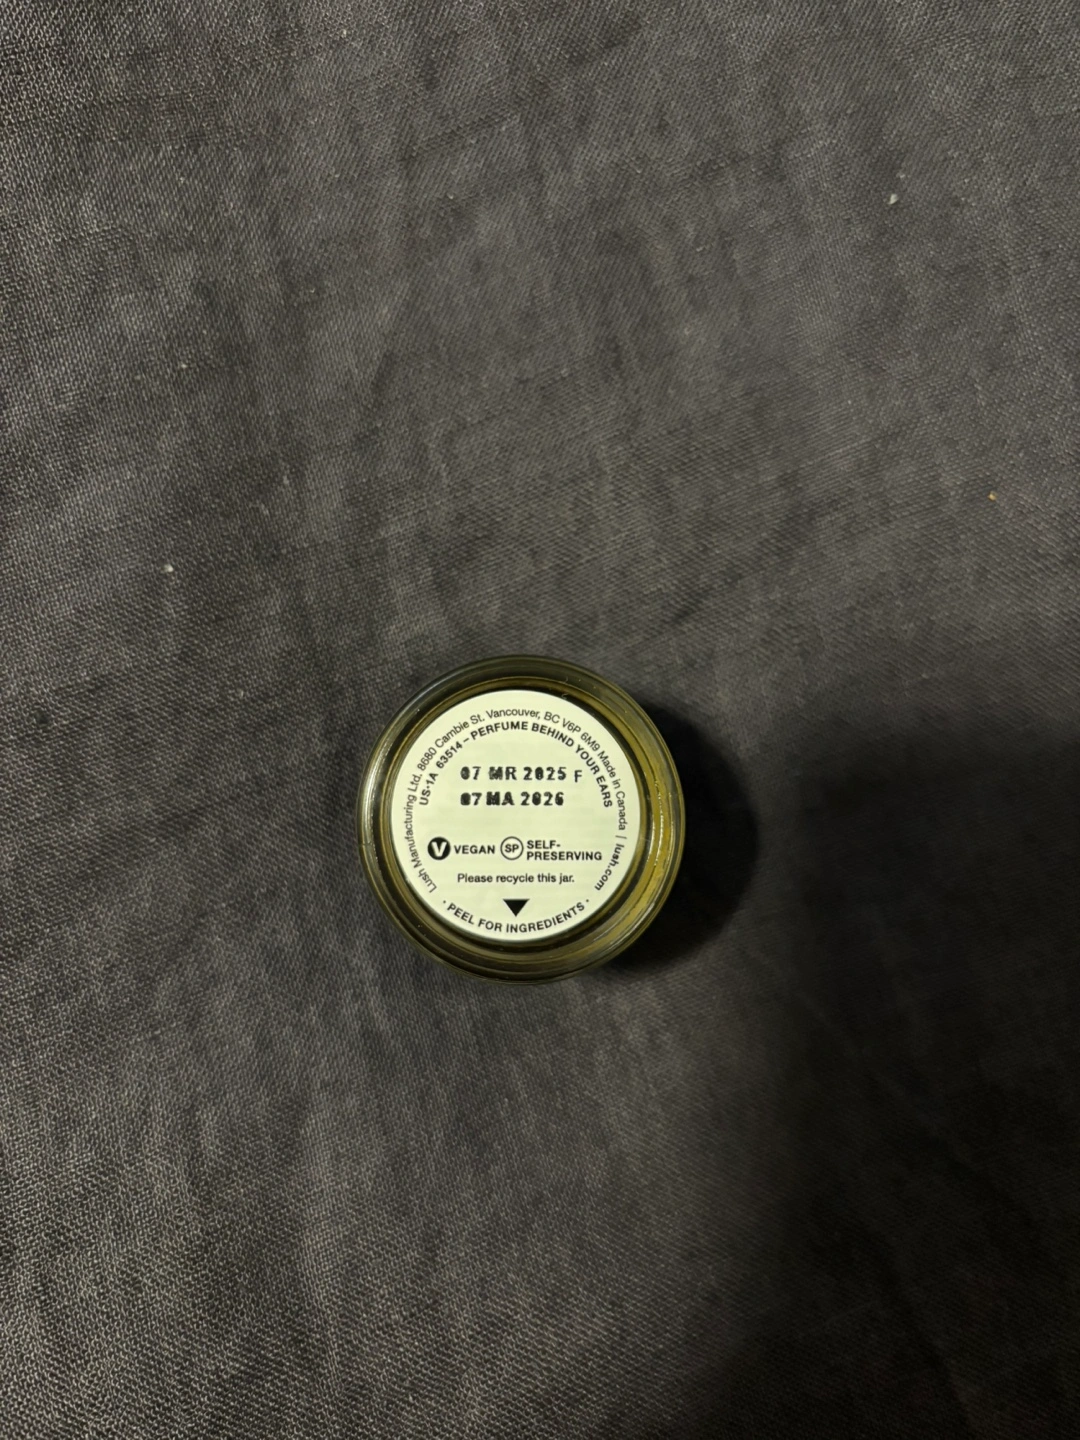 Lush Manufacturing Ltd. 8680 Cambie St. Vancouver, BC V6P 6M9 Made in Canada | lush.com
US-1A 63514 – PERFUME BEHIND YOUR EARS
07 MR 2025 F
07 MA 2026
V VEGAN SP SELF-
PRESERVING
Please recycle this jar.
· PEEL FOR INGREDIENTS ·